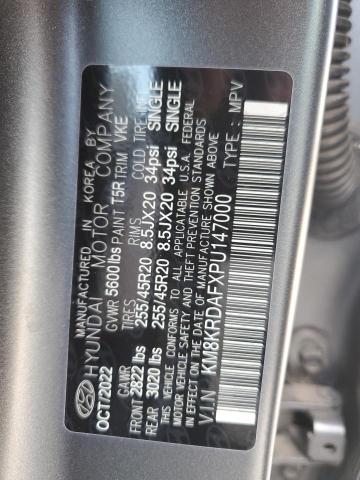 MANUFACTURED IN KOREA BY
HYUNDAI MOTOR COMPANY
OCT/2022 GVWR 5600 lbs PAINT T5R TRIM VKE
GAWR TIRES RIMS COLD TIRE INFL
FRONT 2822 lbs 255/45R20 8.5JX20 34psi SINGLE
REAR 3020 lbs 255/45R20 8.5JX20 34psi SINGLE
THIS VEHICLE CONFORMS TO ALL APPLICABLE U.S.A. FEDERAL
MOTOR VEHICLE SAFETY AND THEFT PREVENTION STANDARDS
IN EFFECT ON THE DATE OF MANUFACTURE SHOWN ABOVE
V.I.N KM8KRDAFXPU147000 TYPE : MPV